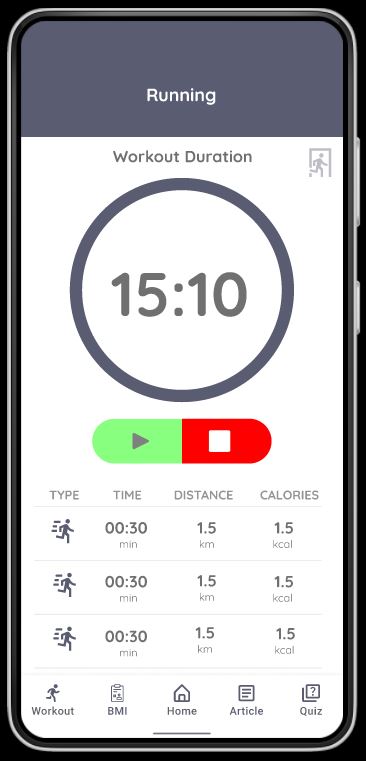 Running
Workout Duration
15:10
TYPE TIME DISTANCE CALORIES
00:30 1.5 1.5
min km kcal
00:30 1.5 1.5
min km kcal
00:30 1.5 1.5
min km kcal
Workout BMI Home Article Quiz